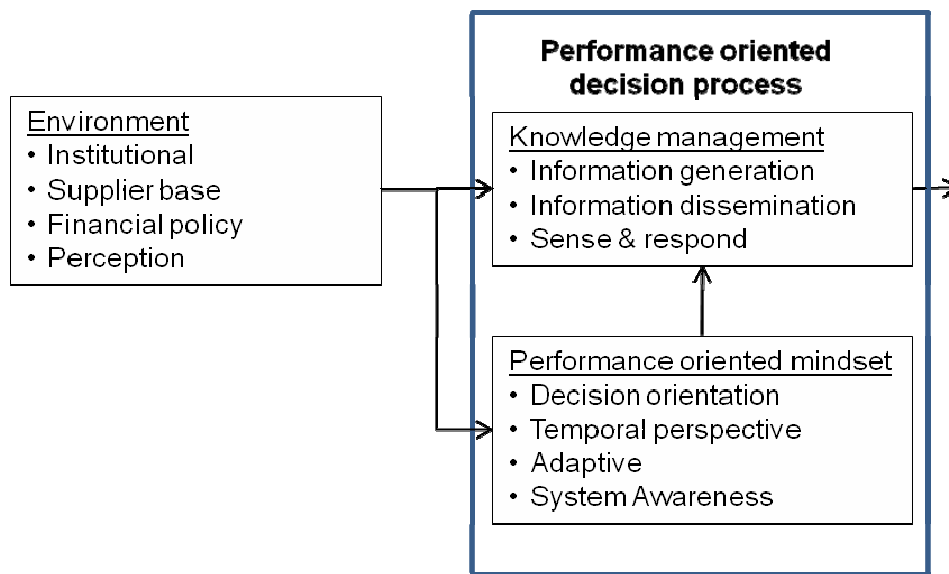 Performance oriented
decision process
Environment
• Institutional
• Supplier base
• Financial policy
• Perception
Knowledge management
• Information generation
• Information dissemination
• Sense & respond
Performance oriented mindset
• Decision orientation
• Temporal perspective
• Adaptive
• System Awareness